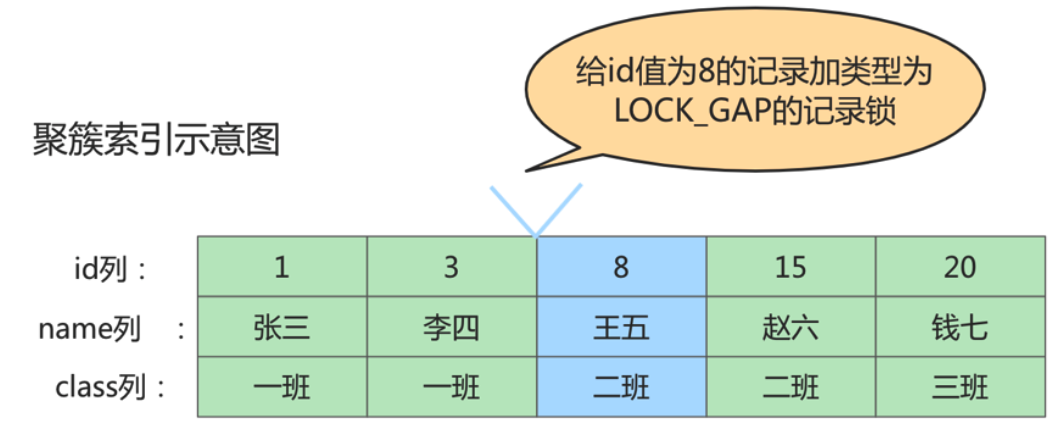 给id值为8的记录加类型为
LOCK_GAP的记录锁
聚簇索引示意图
id列： 1 3 8 15 20
name列 ： 张三 李四 王五 赵六 钱七
class列： 一班 一班 二班 二班 三班